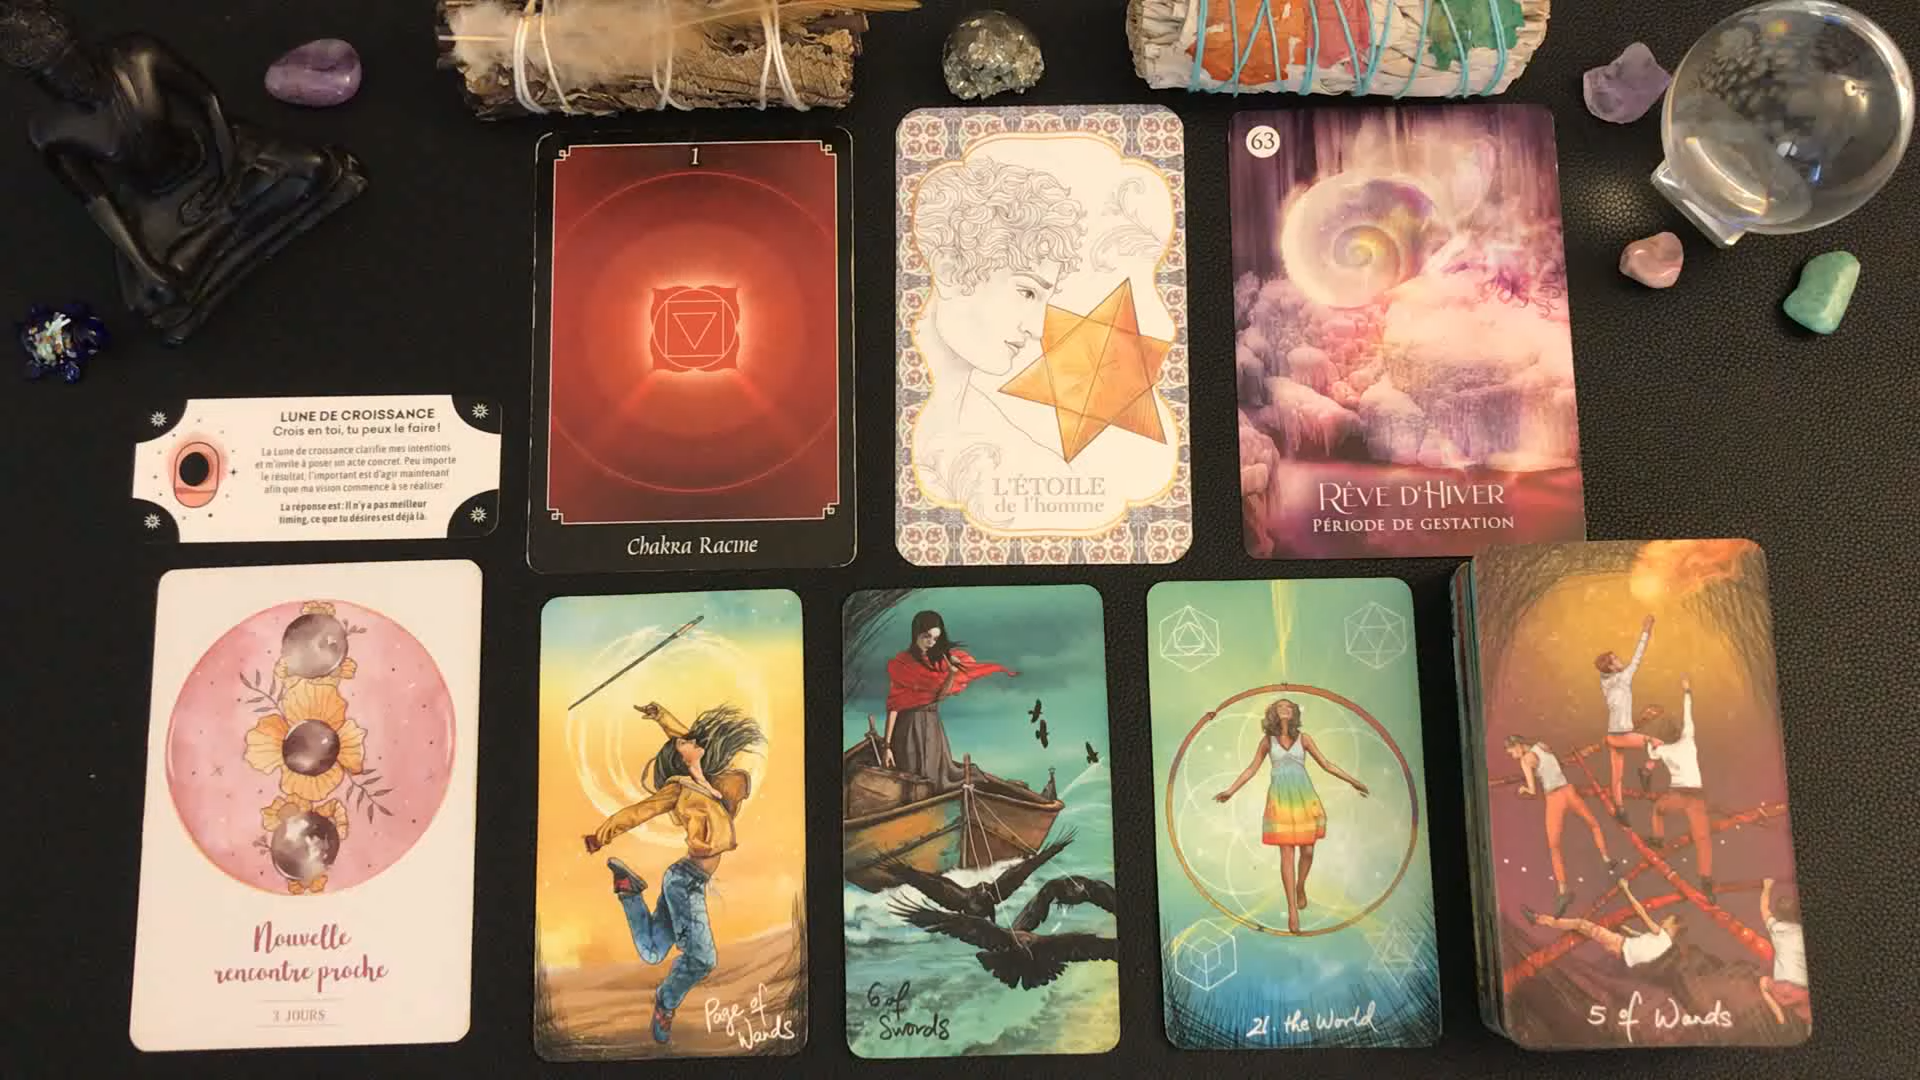 1
Chakra Racine
L'ÉTOILE
de l'homme
63
RÊVE D'HIVER
PÉRIODE DE GESTATION
LUNE DE CROISSANCE
Crois en toi, tu peux le faire!
La Lune de croissance clarifie mes intentions
et m'invite à poser un acte concret. Peu importe
le résultat, l'important est d'agir maintenant
afin que ma vision commence à se réaliser.
La réponse est: Il n'y a pas meilleur
timing, ce que tu désires est déjà là.
Nouvelle
rencontre proche
3 JOURS
Page of
Wands
6 of
Swords
21. the World
5 of Wands